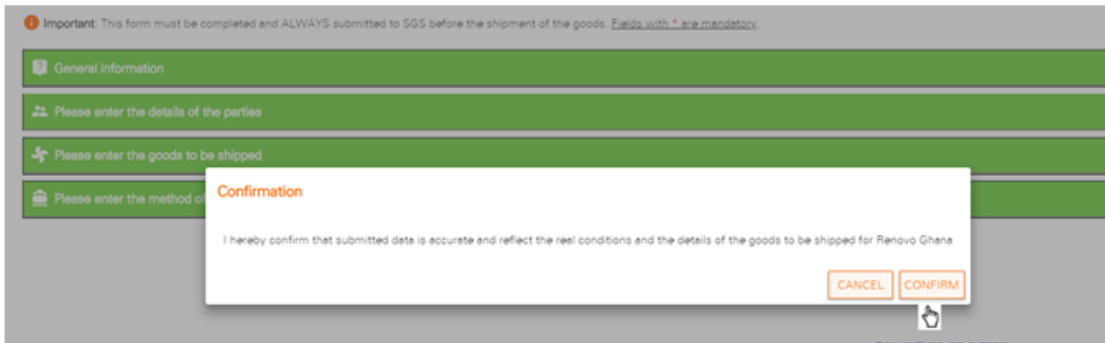 Important: This form must be completed and ALWAYS submitted to SGS before the shipment of the goods. Fields with * are mandatory.
General information
Please enter the details of the parties
Please enter the goods to be shipped
Please enter the method of
Confirmation
I hereby confirm that submitted data is accurate and reflect the real conditions and the details of the goods to be shipped for Renovo Ghana
CANCEL CONFIRM